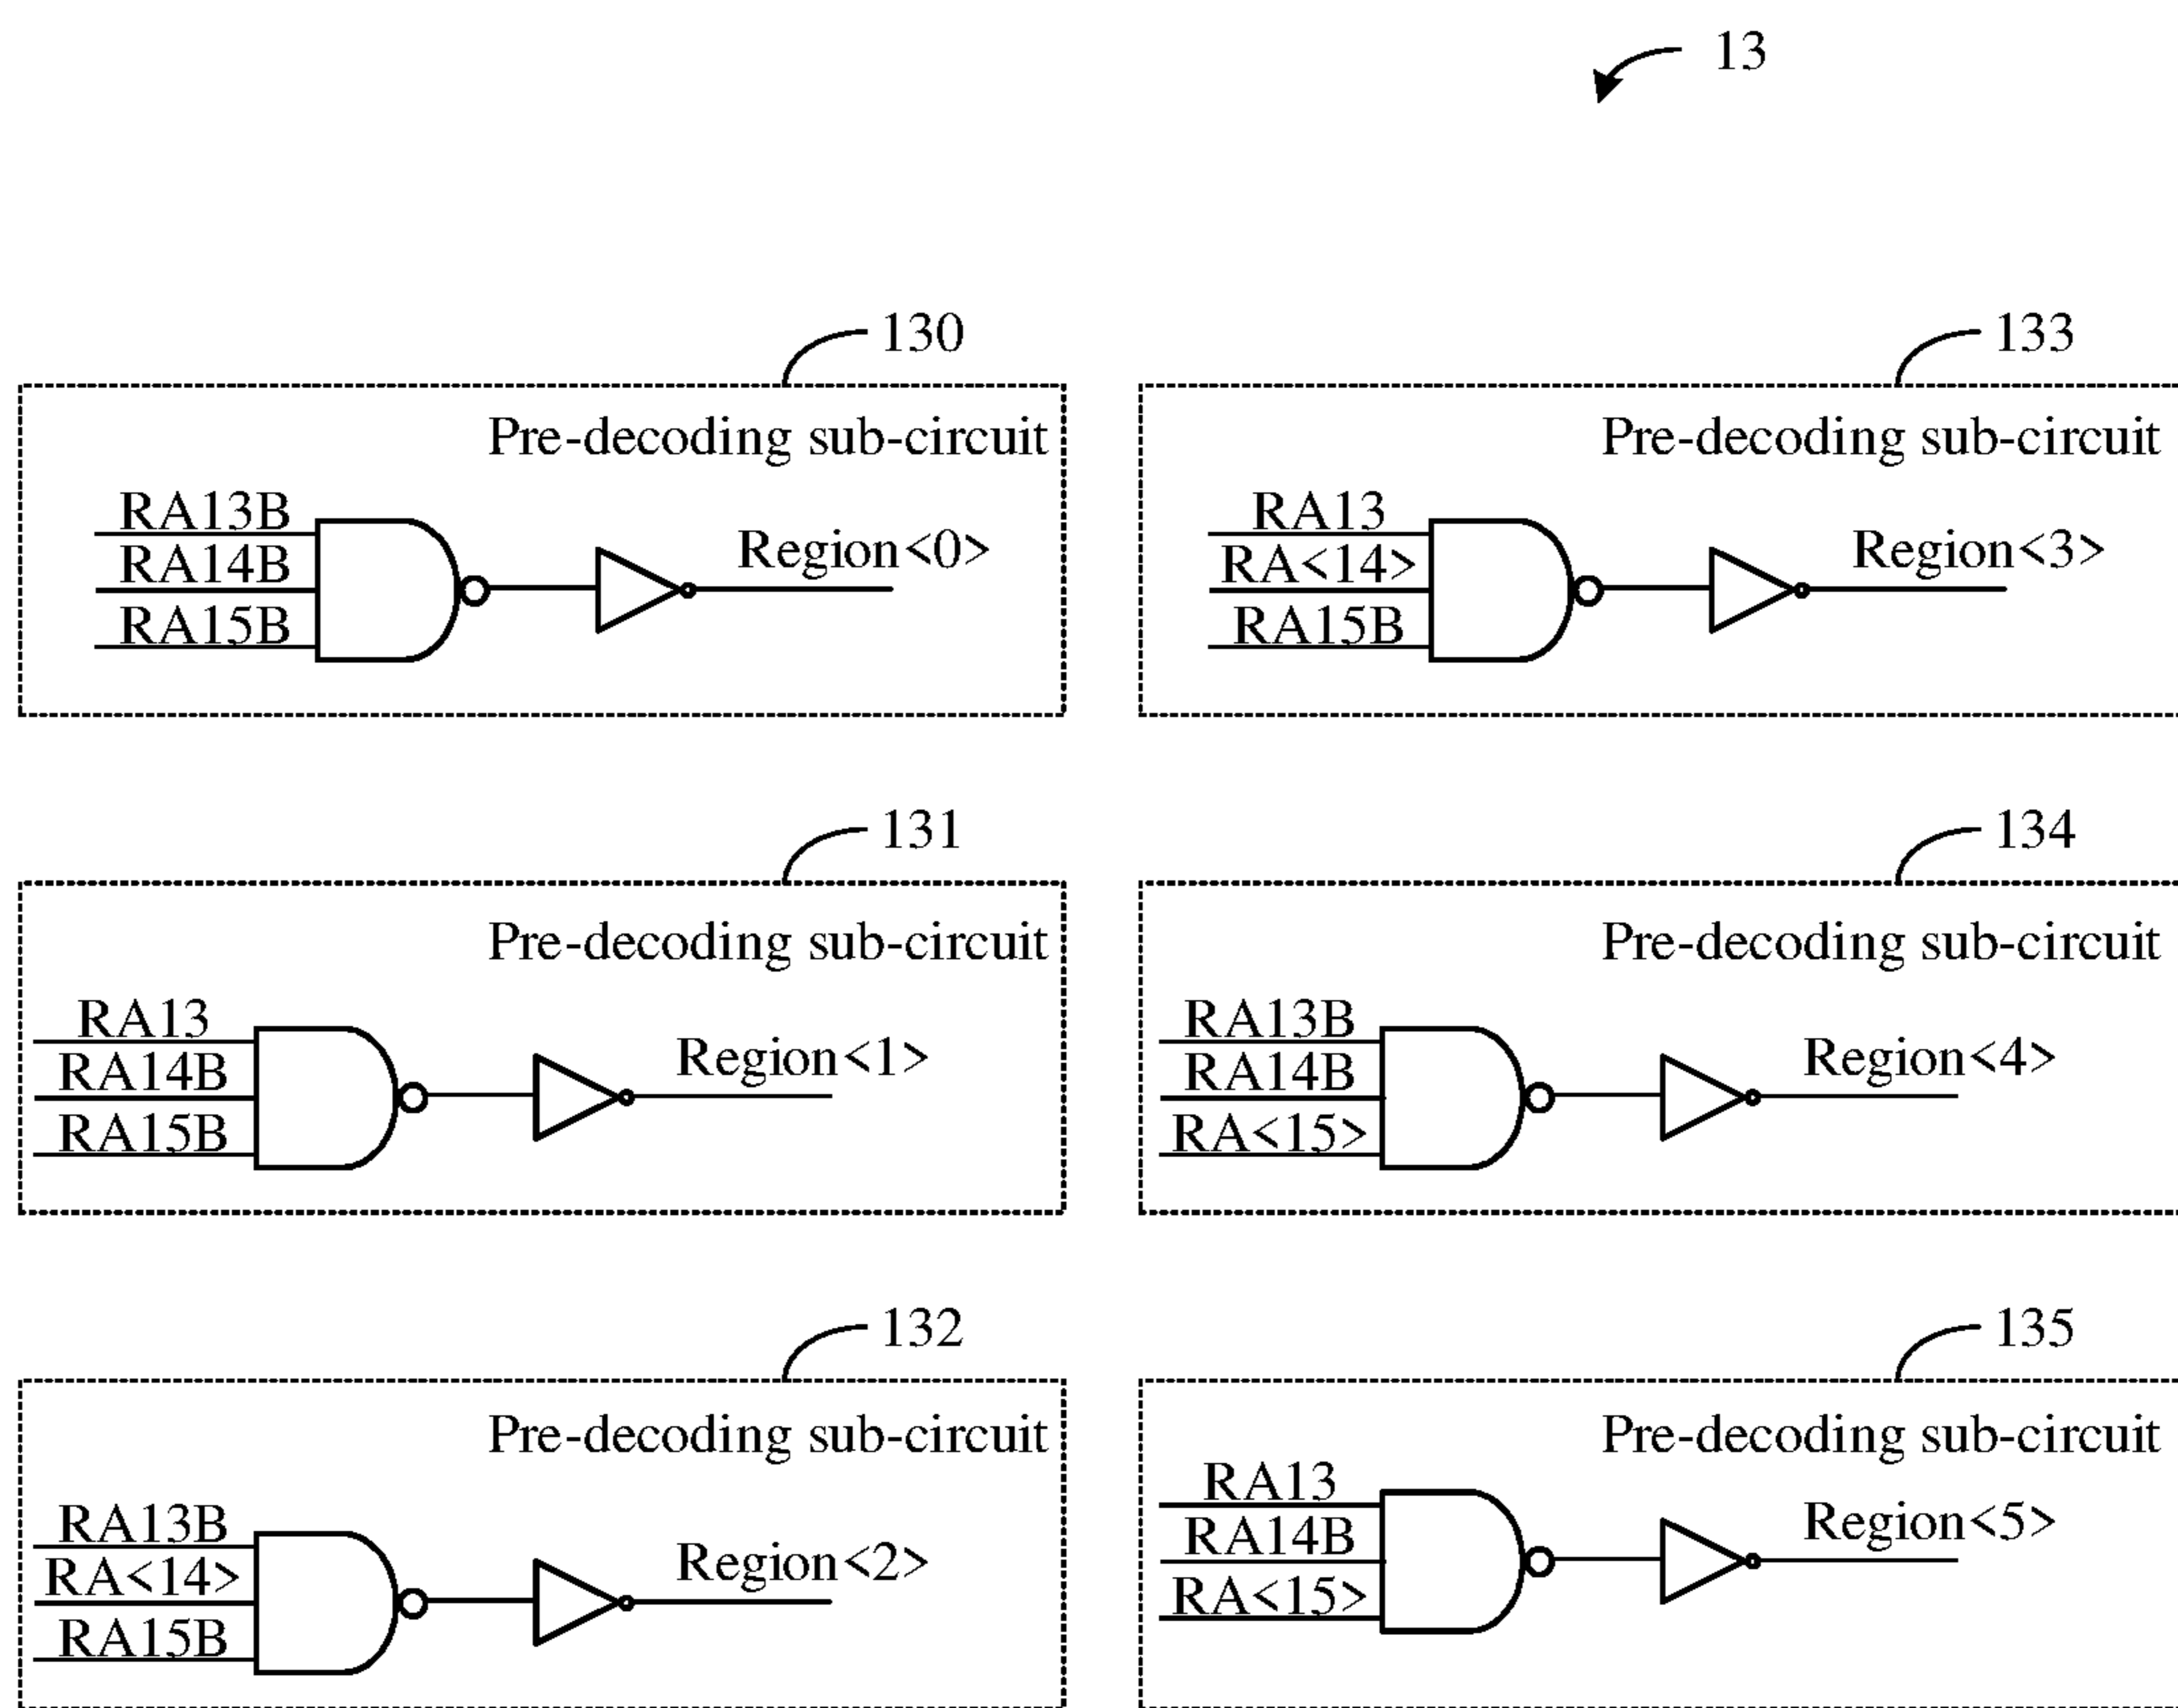 13
130
Pre-decoding sub-circuit
RA13B
RA14B
RA15B
Region<0>
133
Pre-decoding sub-circuit
RA13
RA<14>
RA15B
Region<3>
131
Pre-decoding sub-circuit
RA13
RA14B
RA15B
Region<1>
134
Pre-decoding sub-circuit
RA13B
RA14B
RA<15>
Region<4>
132
Pre-decoding sub-circuit
RA13B
RA<14>
RA15B
Region<2>
135
Pre-decoding sub-circuit
RA13
RA14B
RA<15>
Region<5>